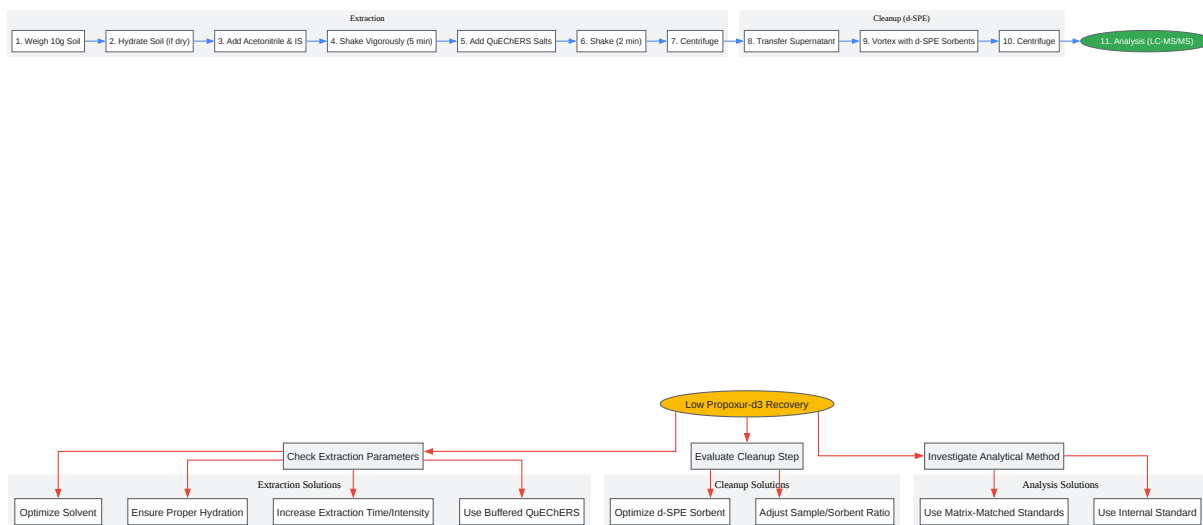 Extraction
Cleanup (d-SPE)
1. Weigh 10g Soil
2. Hydrate Soil (if dry)
3. Add Acetonitrile & IS
4. Shake Vigorously (5 min)
5. Add QuEChERS Salts
6. Shake (2 min)
7. Centrifuge
8. Transfer Supernatant
9. Vortex with d-SPE Sorbents
10. Centrifuge
11. Analysis (LC-MS/MS)
Low Propoxur-d3 Recovery
Check Extraction Parameters
Evaluate Cleanup Step
Investigate Analytical Method
Extraction Solutions
Cleanup Solutions
Analysis Solutions
Optimize Solvent
Ensure Proper Hydration
Increase Extraction Time/Intensity
Use Buffered QuEChERS
Optimize d-SPE Sorbent
Adjust Sample/Sorbent Ratio
Use Matrix-Matched Standards
Use Internal Standard